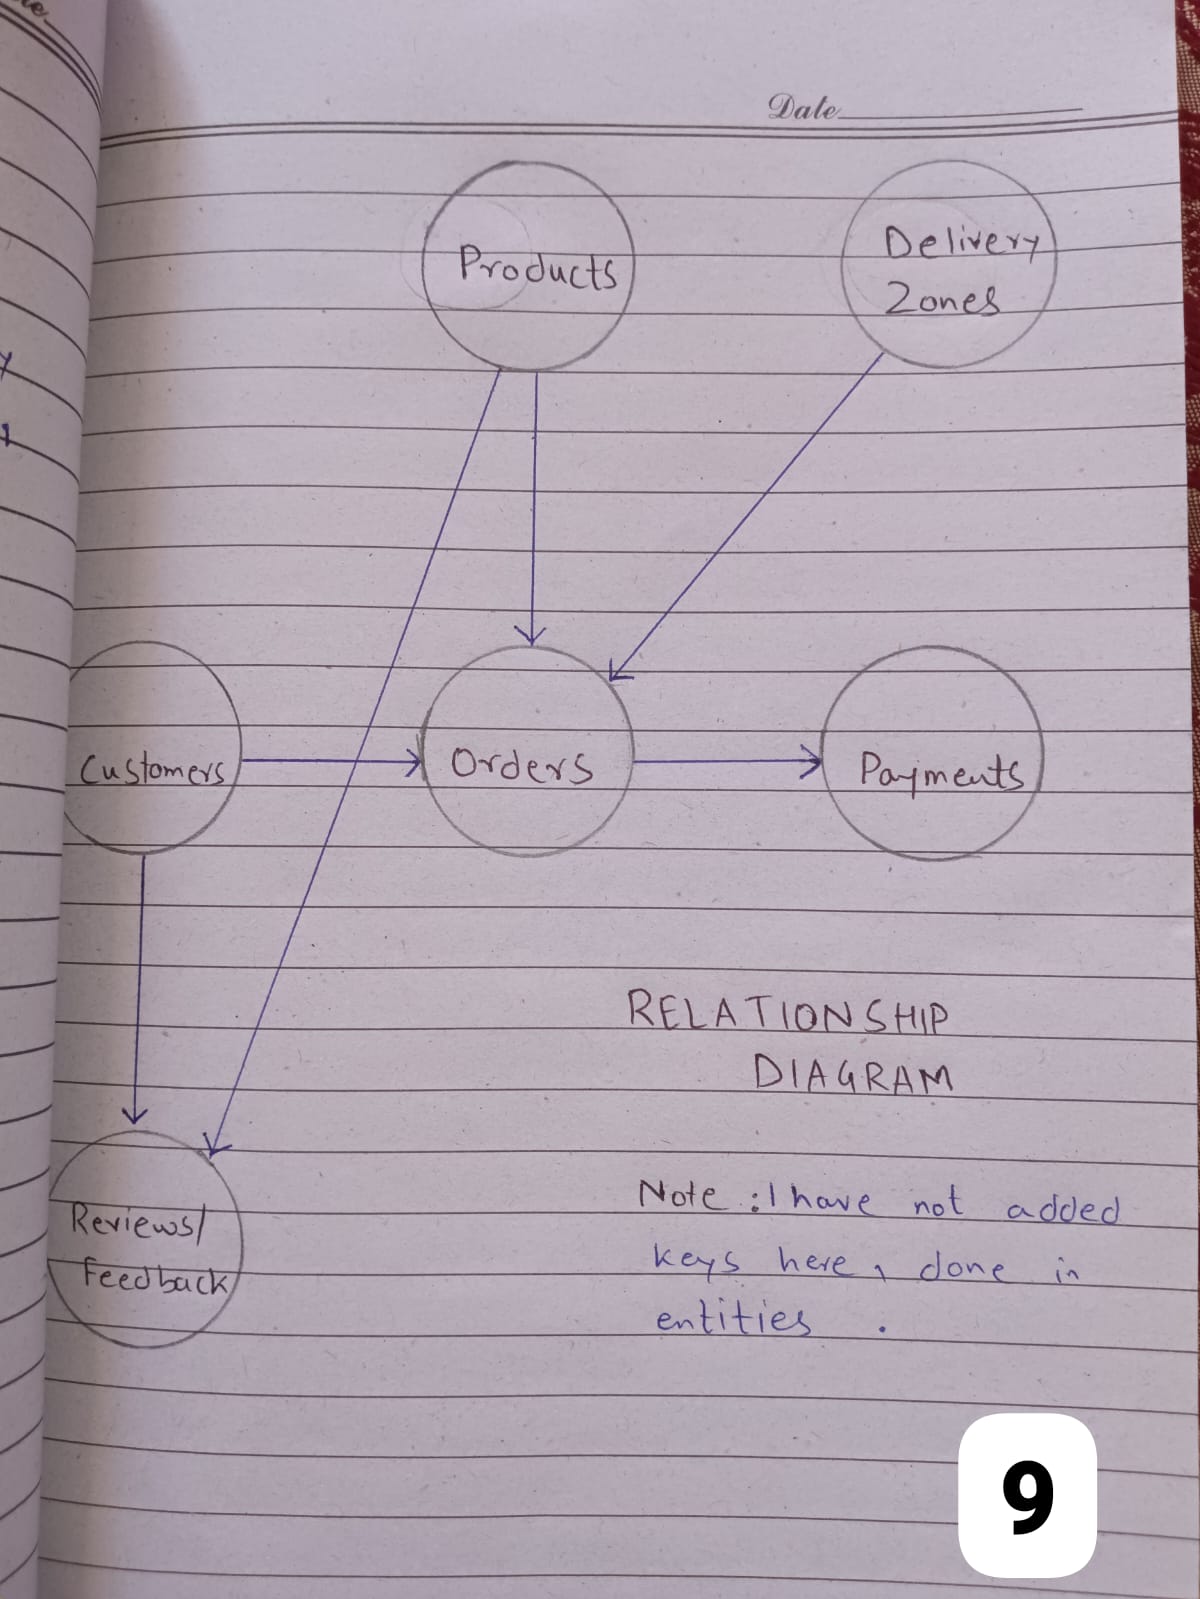 Date
Products
Delivery
Zones
Customers
Orders
Payments
RELATIONSHIP
DIAGRAM
Reviews/
Feedback
Note : I have not added
keys here, done in
entities .
9